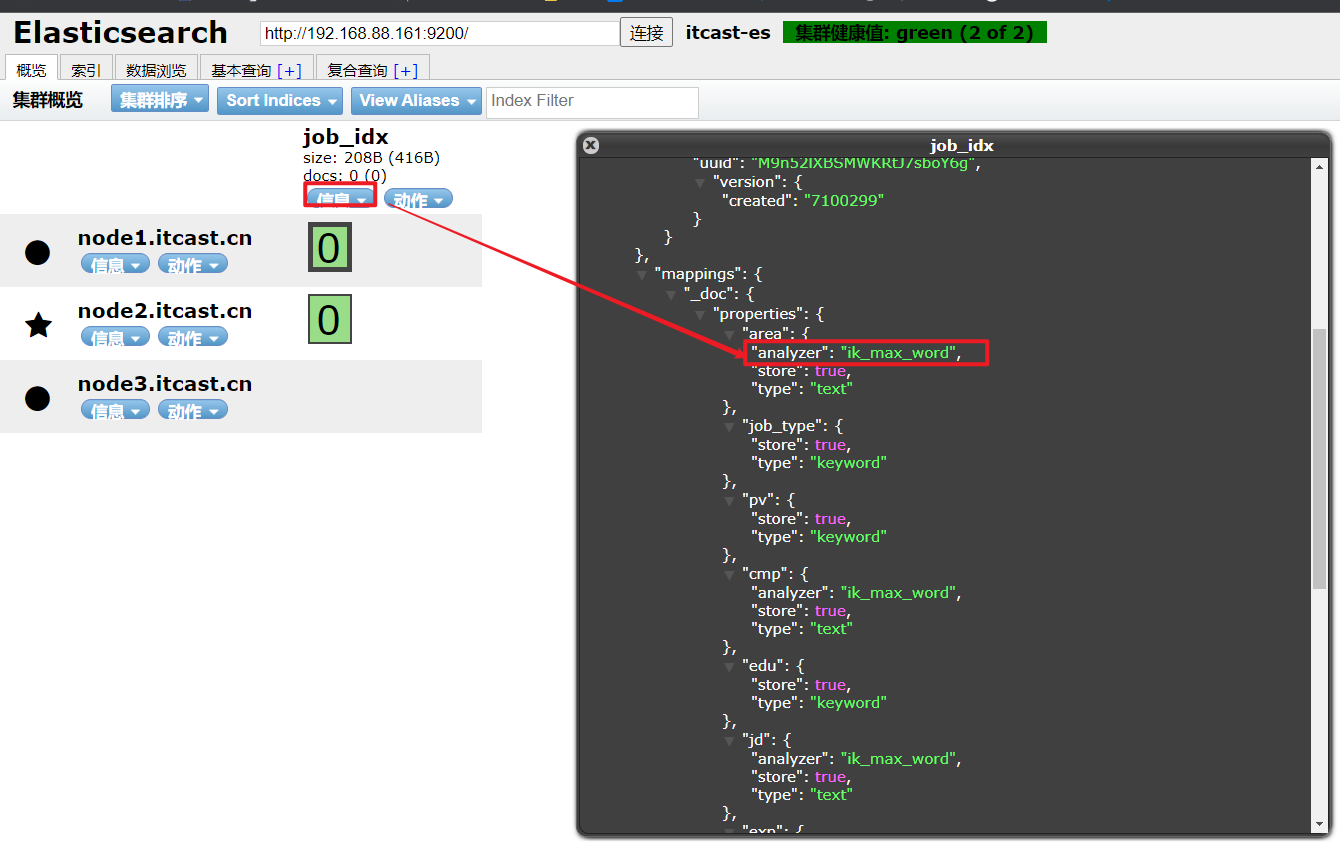 Elasticsearch
http://192.168.88.161:9200/
连接
itcast-es
集群健康值: green (2 of 2)
概览
索引
数据浏览
基本查询 [+]
复合查询 [+]
集群概览
集群排序
Sort Indices
View Aliases
Index Filter
job_idx
size: 208B (416B)
docs: 0 (0)
信息
动作
node1.itcast.cn
信息
动作
0
node2.itcast.cn
信息
动作
0
node3.itcast.cn
信息
动作
job_idx
"uuid": "M9n52IXBSMWKRtJ7sboY6g",
"version": {
"created": "7100299"
}
}
},
"mappings": {
"_doc": {
"properties": {
"area": {
"analyzer": "ik_max_word",
"store": true,
"type": "text"
},
"job_type": {
"store": true,
"type": "keyword"
},
"pv": {
"store": true,
"type": "keyword"
},
"cmp": {
"analyzer": "ik_max_word",
"store": true,
"type": "text"
},
"edu": {
"store": true,
"type": "keyword"
},
"jd": {
"analyzer": "ik_max_word",
"store": true,
"type": "text"
},
"exp": {